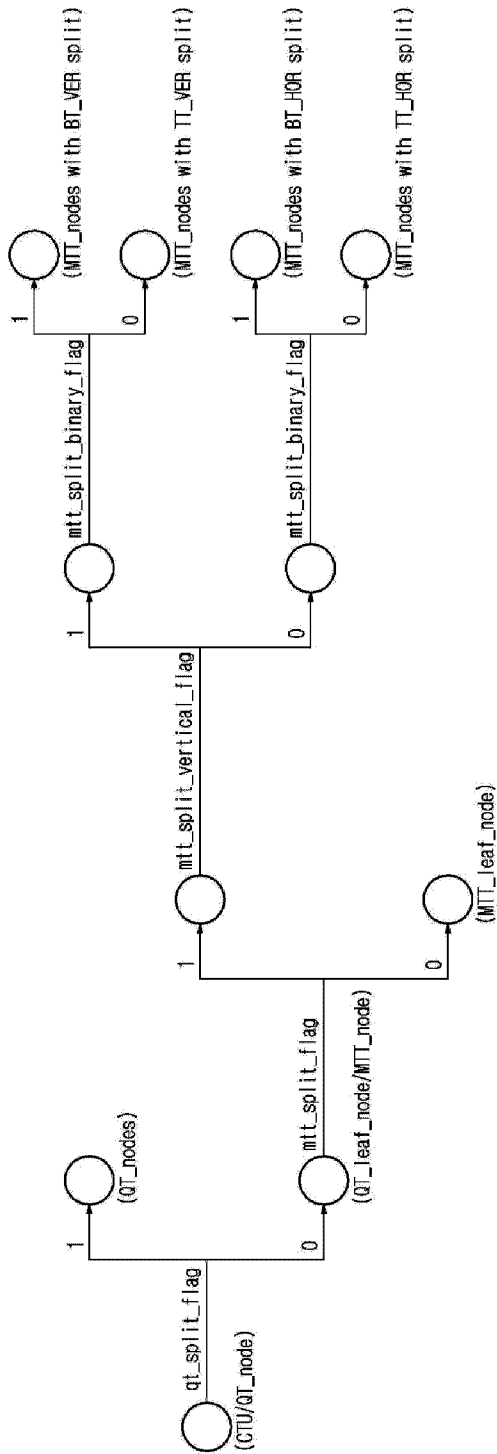 (CTU/QT_node)
qt_split_flag
1
(QT_nodes)
0
(QT_leaf_node/MTT_node)
mtt_split_flag
1
0
(MTT_leaf_node)
mtt_split_vertical_flag
1
0
mtt_split_binary_flag
1
(MTT_nodes with BT_VER split)
0
(MTT_nodes with TT_VER split)
mtt_split_binary_flag
1
(MTT_nodes with BT_HOR split)
0
(MTT_nodes with TT_HOR split)